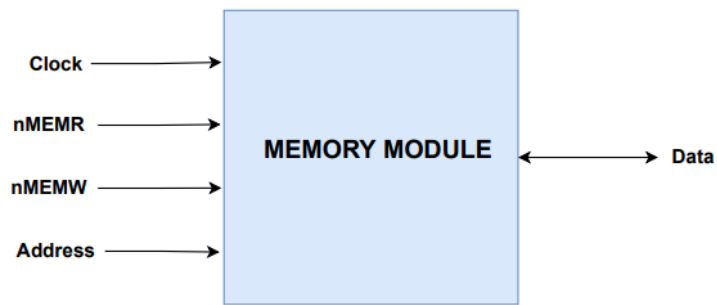 Clock
nMEMR
nMEMW
Address
MEMORY MODULE
Data